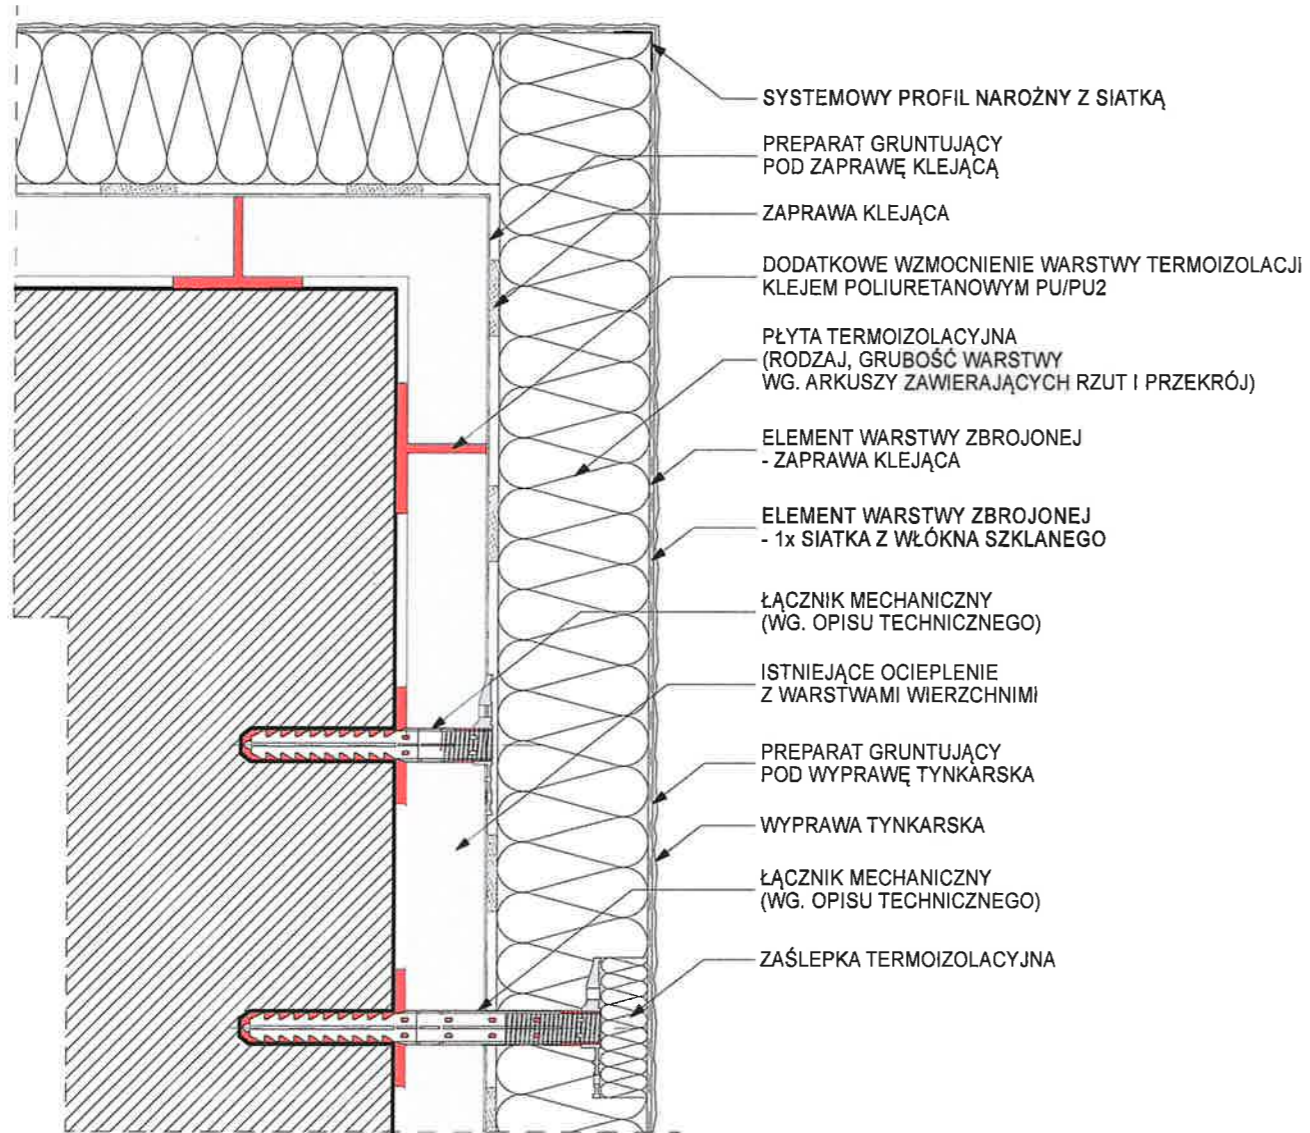 SYSTEMOWY PROFIL NAROŻNY Z SIATKĄ
PREPARAT GRUNTUJĄCY
POD ZAPRAWĘ KLEJĄCĄ
ZAPRAWA KLEJĄCA
DODATKOWE WZMOCNIENIE WARSTWY TERMOIZOLACJI
KLEJEM POLIURETANOWYM PU/PU2
PŁYTA TERMOIZOLACYJNA
(RODZAJ, GRUBOŚĆ WARSTWY
WG. ARKUSZY ZAWIERAJĄCYCH RZUT I PRZEKRÓJ)
ELEMENT WARSTWY ZBROJONEJ
- ZAPRAWA KLEJĄCA
ELEMENT WARSTWY ZBROJONEJ
- 1x SIATKA Z WŁÓKNA SZKLANEGO
ŁĄCZNIK MECHANICZNY
(WG. OPISU TECHNICZNEGO)
ISTNIEJĄCE OCIEPLENIE
Z WARSTWAMI WIERZCHNIMI
PREPARAT GRUNTUJĄCY
POD WYPRAWĘ TYNKARSKA
WYPRAWA TYNKARSKA
ŁĄCZNIK MECHANICZNY
(WG. OPISU TECHNICZNEGO)
ZAŚLEPKA TERMOIZOLACYJNA